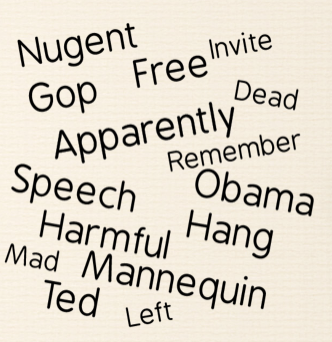 Nugent
Free Invite
Gop
Dead
Apparently
Remember
Speech
Obama
Harmful Hang
Mad Mannequin
Ted
Left